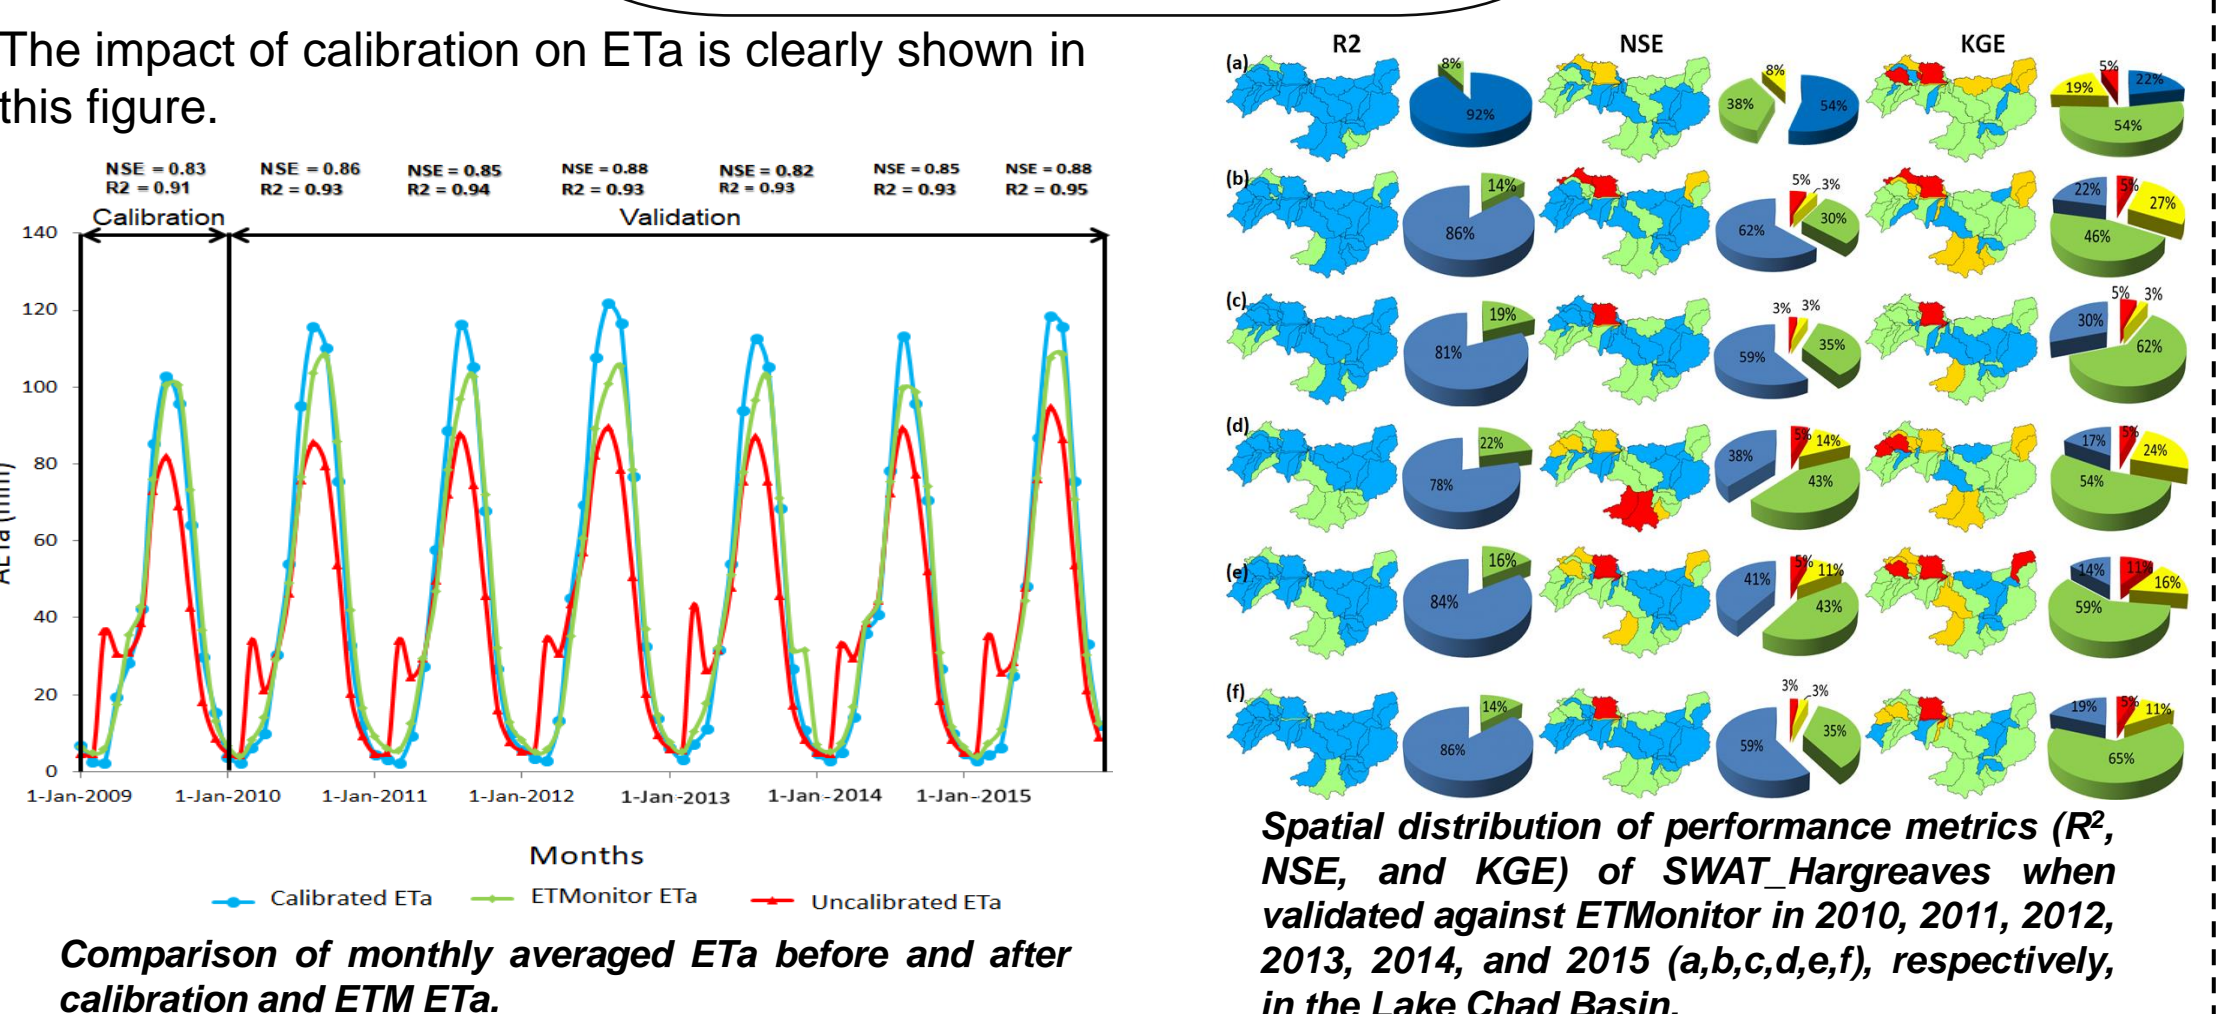 The impact of calibration on ETa is clearly shown in
this figure.
NSE = 0.83
R2 = 0.91
NSE = 0.86
R2 = 0.93
NSE = 0.85
R2 = 0.94
NSE = 0.88
R2 = 0.93
NSE = 0.82
R2 = 0.93
NSE = 0.85
R2 = 0.93
NSE = 0.88
R2 = 0.95
Calibration
Validation
140
120
100
80
60
40
20
0
1-Jan-2009
1-Jan-2010
1-Jan-2011
1-Jan-2012
1-Jan-2013
1-Jan-2014
1-Jan-2015
Months
Calibrated ETa
ETMonitor ETa
Uncalibrated ETa
Comparison of monthly averaged ETa before and after
calibration and ETM ETa.
R2
NSE
KGE
(a)
8%
92%
8%
38%
54%
5%
19%
22%
54%
(b)
14%
86%
5%
3%
30%
62%
22%
5%
27%
46%
(c)
19%
81%
3%
3%
35%
59%
5%
3%
30%
62%
(d)
22%
78%
5%
14%
38%
43%
17%
5%
24%
54%
(e)
16%
84%
5%
11%
41%
43%
14%
11%
16%
59%
(f)
14%
86%
3%
3%
35%
59%
19%
5%
11%
65%
Spatial distribution of performance metrics (R2,
NSE, and KGE) of SWAT_Hargreaves when
validated against ETMonitor in 2010, 2011, 2012,
2013, 2014, and 2015 (a,b,c,d,e,f), respectively,
in the Lake Chad Basin.